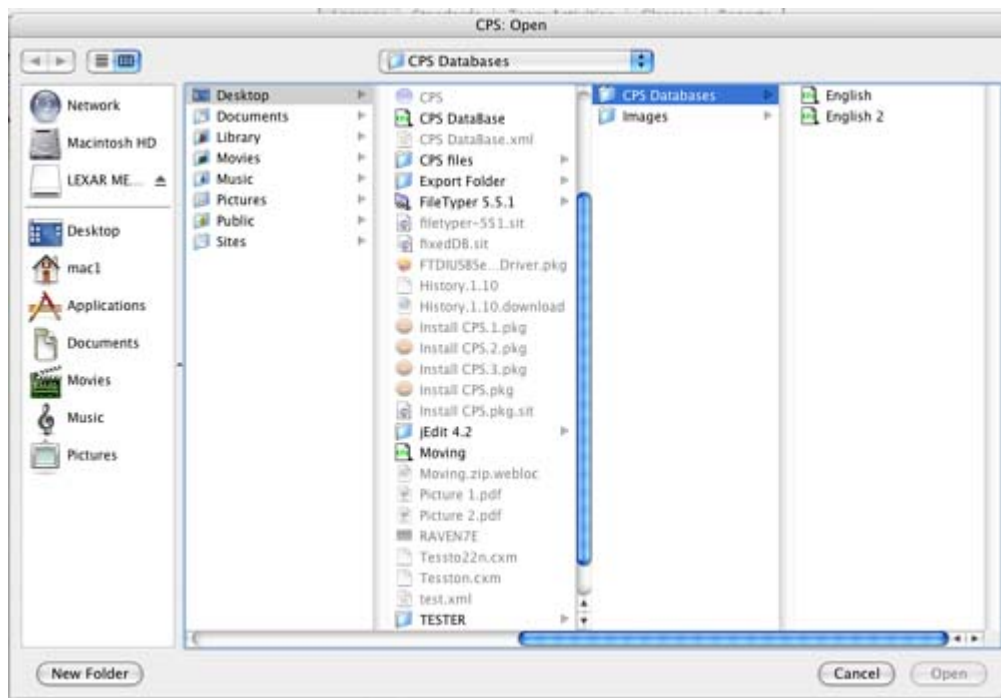 CPS: Open
CPS Databases
Network
Macintosh HD
LEXAR ME...
Desktop
mac1
Applications
Documents
Movies
Music
Pictures
Desktop
Documents
Library
Movies
Music
Pictures
Public
Sites
CPS
CPS DataBase
CPS DataBase.xml
CPS files
Export Folder
FileTyper 5.5.1
filetyper-551.sit
fixedDB.sit
Driver.pkg
History.1.10
History.1.10.download
Install CPS.1.pkg
Install CPS.2.pkg
Install CPS.3.pkg
Install CPS.pkg
Install CPS.pkg.sit
jEdit 4.2
Moving
Moving.zip.webloc
Picture 1.pdf
Picture 2.pdf
RAVEN7E
Tessto22n.cxm
Tesston.cxm
test.xml
TESTER
CPS Databases
Images
English
English 2
New Folder
Cancel
Open